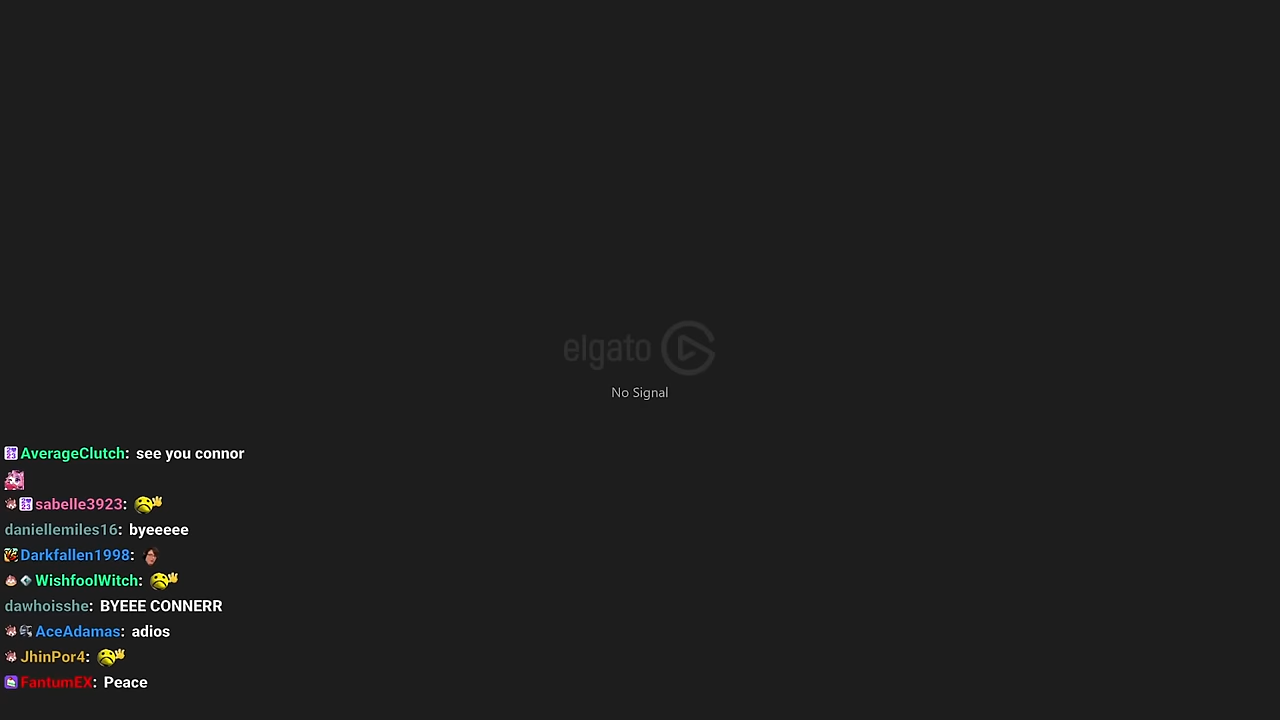 elgato
No Signal
AverageClutch: see you connor
sabelle3923:
daniellemiles16: byeeeee
Darkfallen1998:
WishfoolWitch:
dawhoisshe: BYEEE CONNERR
AceAdamas: adios
JhinPor4:
FantumEX: Peace